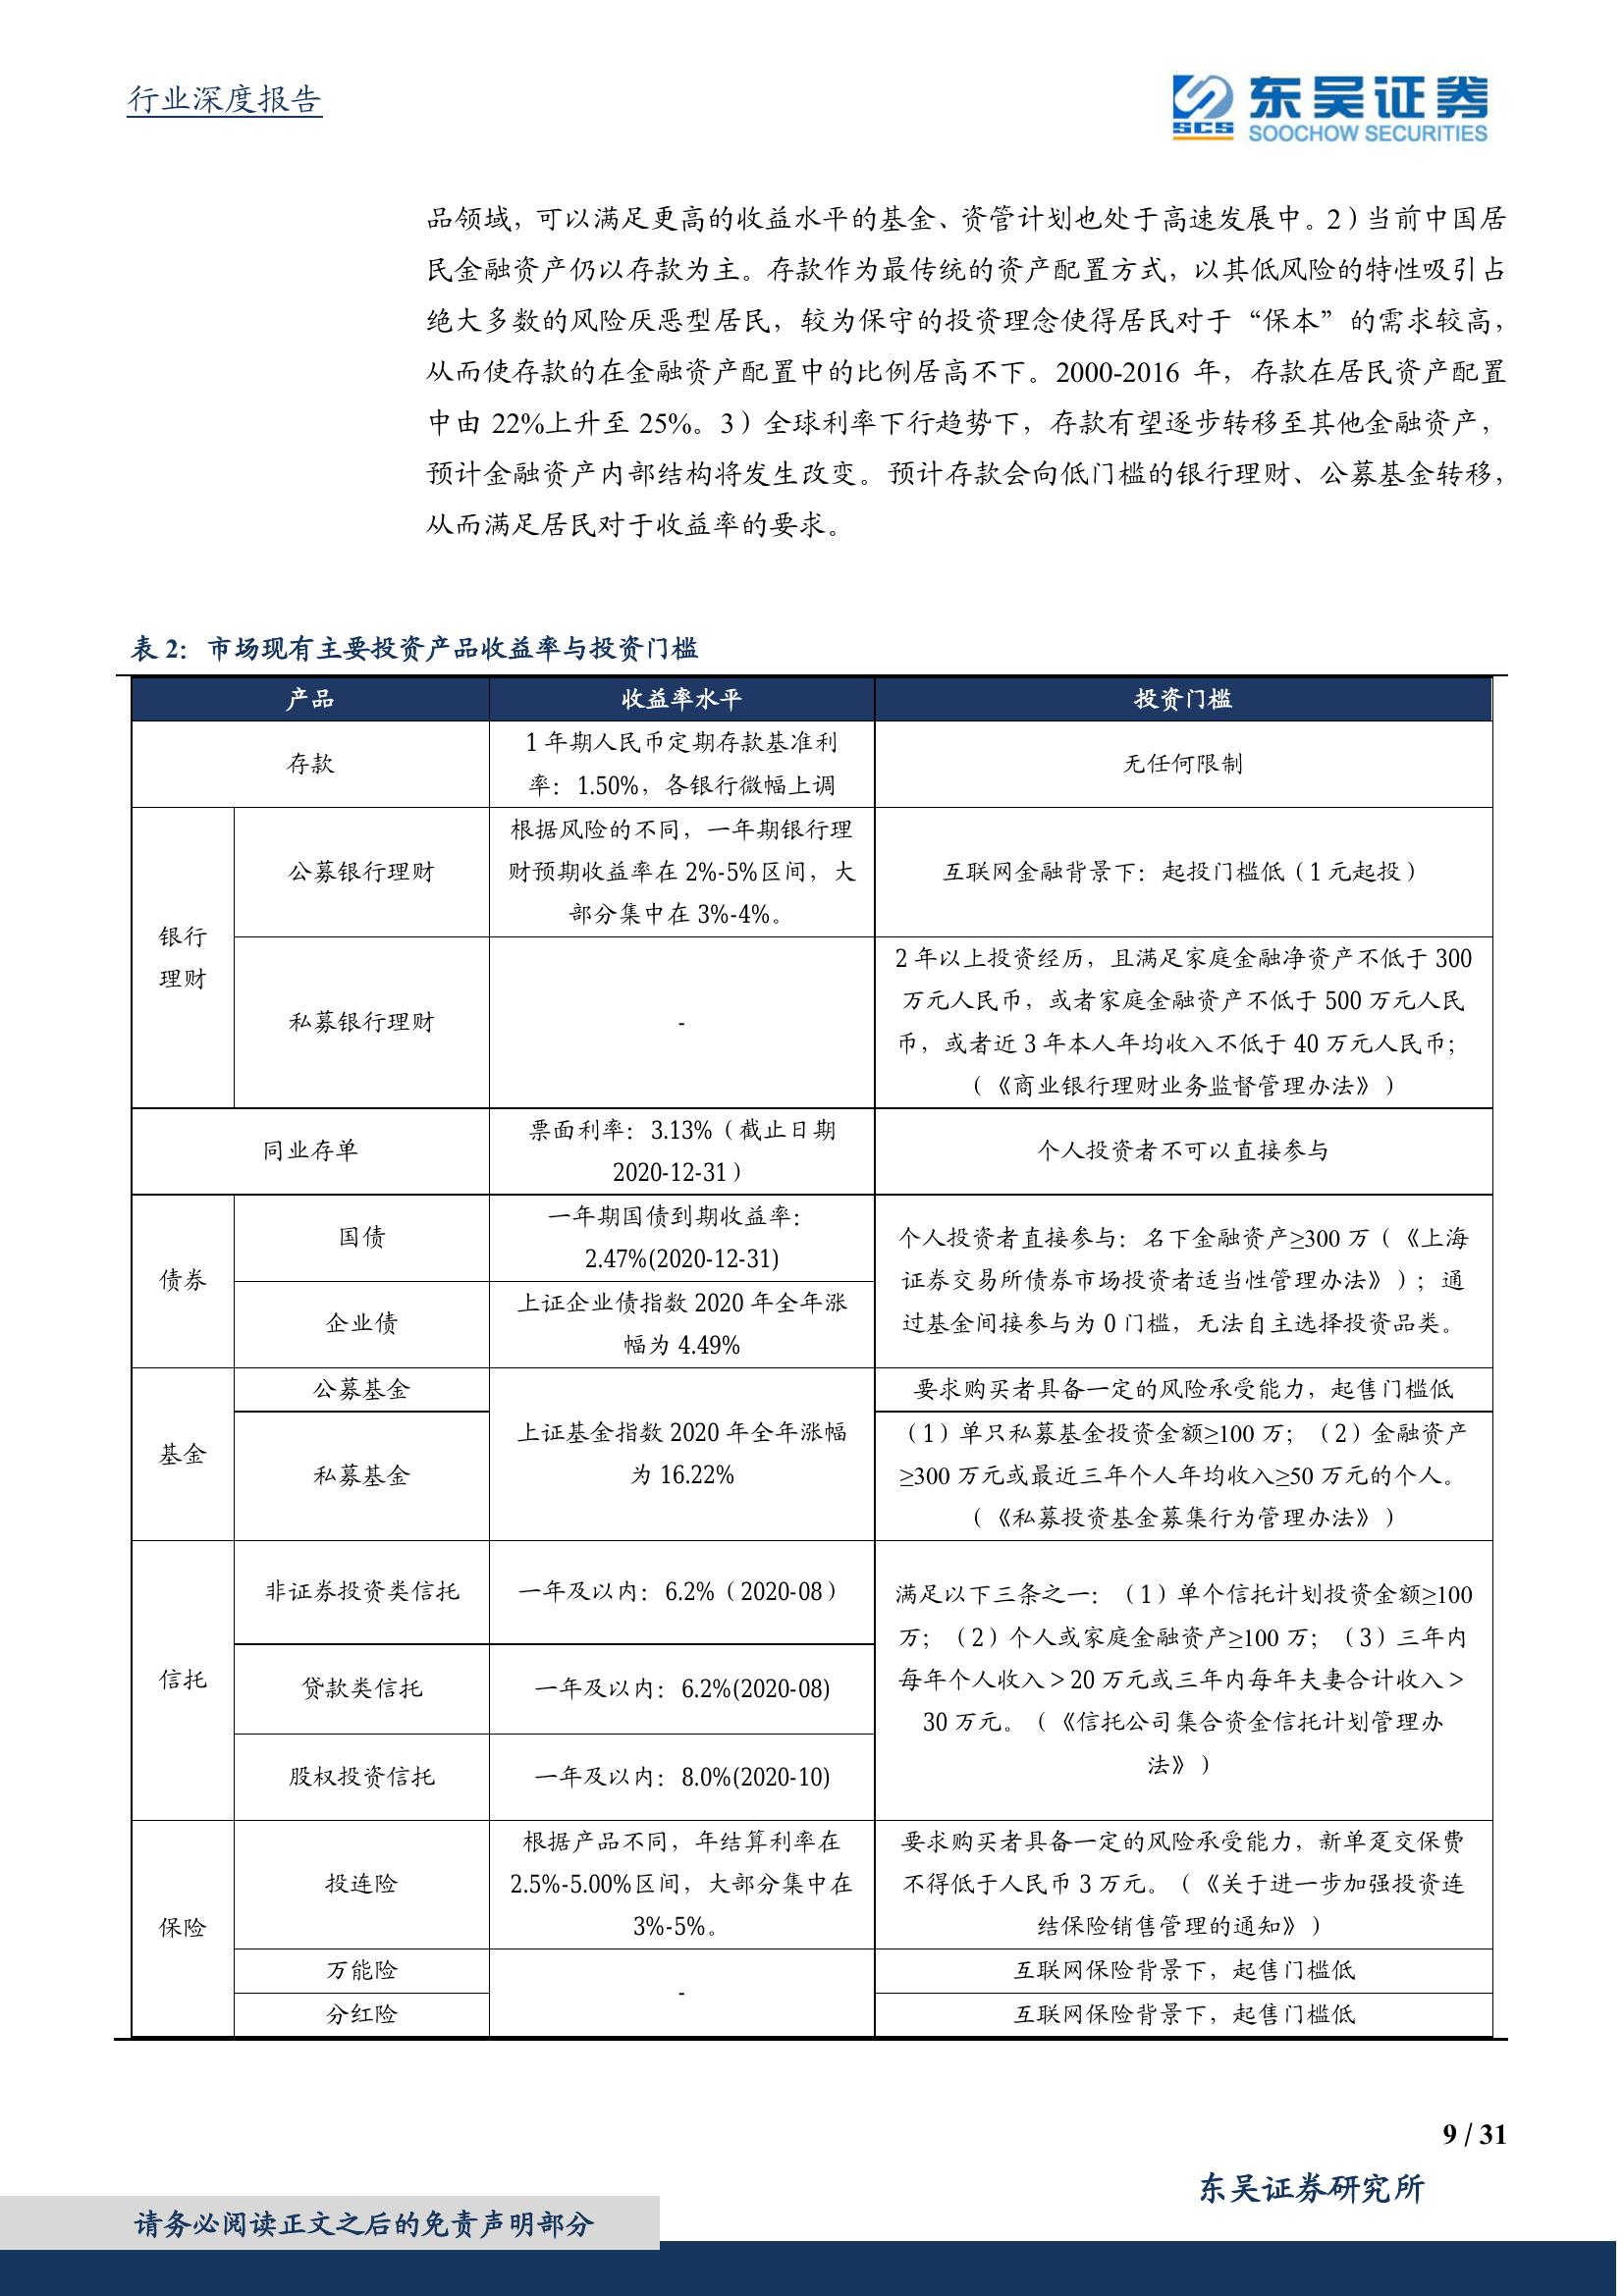 行业深度报告
SCS
东吴证券
SOOCHOW SECURITIES
品领域，可以满足更高的收益水平的基金、资管计划也处于高速发展中。2）当前中国居
民金融资产仍以存款为主。存款作为最传统的资产配置方式，以其低风险的特性吸引占
绝大多数的风险厌恶型居民，较为保守的投资理念使得居民对于“保本”的需求较高，
从而使存款的在金融资产配置中的比例居高不下。2000-2016 年，存款在居民资产配置
中由 22%上升至 25%。3）全球利率下行趋势下，存款有望逐步转移至其他金融资产，
预计金融资产内部结构将发生改变。预计存款会向低门槛的银行理财、公募基金转移，
从而满足居民对于收益率的要求。
表 2：市场现有主要投资产品收益率与投资门槛
产品
收益率水平
投资门槛
存款
1 年期人民币定期存款基准利
率：1.50%，各银行微幅上调
无任何限制
银行
理财
公募银行理财
根据风险的不同，一年期银行理
财预期收益率在 2%-5%区间，大
部分集中在 3%-4%。
互联网金融背景下：起投门槛低（1 元起投）
私募银行理财
-
2 年以上投资经历，且满足家庭金融净资产不低于 300
万元人民币，或者家庭金融资产不低于 500 万元人民
币，或者近 3 年本人年均收入不低于 40 万元人民币；
（《商业银行理财业务监督管理办法》）
同业存单
票面利率：3.13%（截止日期
2020-12-31）
个人投资者不可以直接参与
债券
国债
一年期国债到期收益率：
2.47%(2020-12-31)
个人投资者直接参与：名下金融资产≥300 万（《上海
证券交易所债券市场投资者适当性管理办法》）；通
过基金间接参与为 0 门槛，无法自主选择投资品类。
企业债
上证企业债指数 2020 年全年涨
幅为 4.49%
基金
公募基金
上证基金指数 2020 年全年涨幅
为 16.22%
要求购买者具备一定的风险承受能力，起售门槛低
私募基金
（1）单只私募基金投资金额≥100 万；（2）金融资产
≥300 万元或最近三年个人年均收入≥50 万元的个人。
（《私募投资基金募集行为管理办法》）
信托
非证券投资类信托
一年及以内：6.2%（2020-08）
满足以下三条之一：（1）单个信托计划投资金额≥100
万；（2）个人或家庭金融资产≥100 万；（3）三年内
每年个人收入＞20 万元或三年内每年夫妻合计收入＞
30 万元。（《信托公司集合资金信托计划管理办
法》）
贷款类信托
一年及以内：6.2%(2020-08)
股权投资信托
一年及以内：8.0%(2020-10)
保险
投连险
根据产品不同，年结算利率在
2.5%-5.00%区间，大部分集中在
3%-5%。
要求购买者具备一定的风险承受能力，新单趸交保费
不得低于人民币 3 万元。（《关于进一步加强投资连
结保险销售管理的通知》）
万能险
-
互联网保险背景下，起售门槛低
分红险
互联网保险背景下，起售门槛低
9 / 31
东吴证券研究所
请务必阅读正文之后的免责声明部分